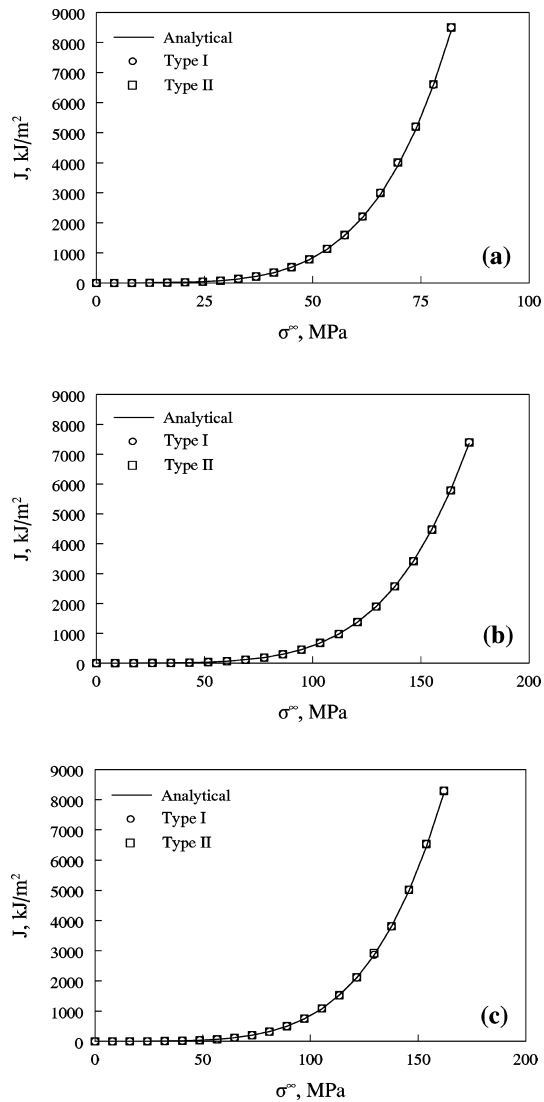 9000
8000
7000
6000
5000
4000
3000
2000
1000
0
J, kJ/m²
Analytical
Type I
Type II
(a)
0 25 50 75 100
σ∞, MPa
9000
8000
7000
6000
5000
4000
3000
2000
1000
0
J, kJ/m²
Analytical
Type I
Type II
(b)
0 50 100 150 200
σ∞, MPa
9000
8000
7000
6000
5000
4000
3000
2000
1000
0
J, kJ/m²
Analytical
Type I
Type II
(c)
0 50 100 150 200
σ∞, MPa